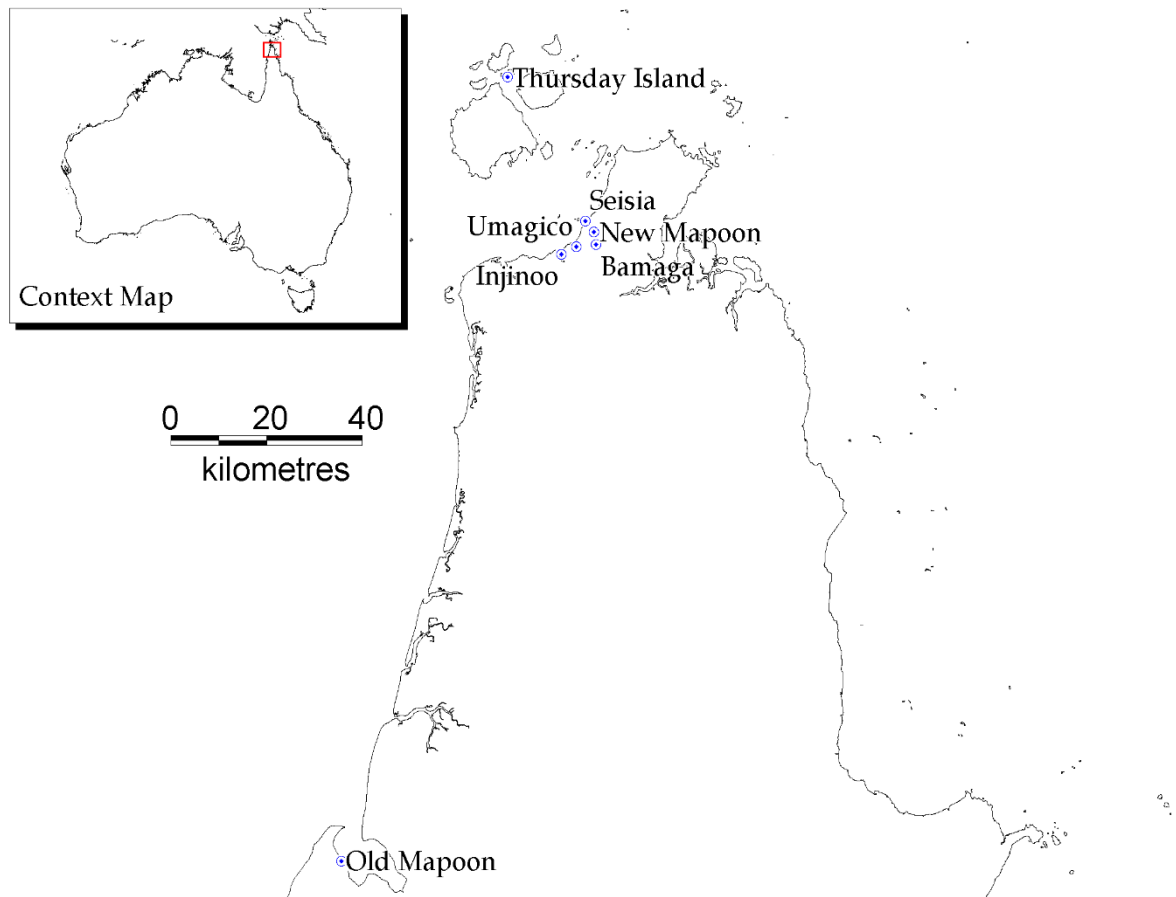 Thursday Island
Seisia
Umagico
New Mapoon
Injinoo
Bamaga
Context Map
0 20 40
kilometres
Old Mapoon